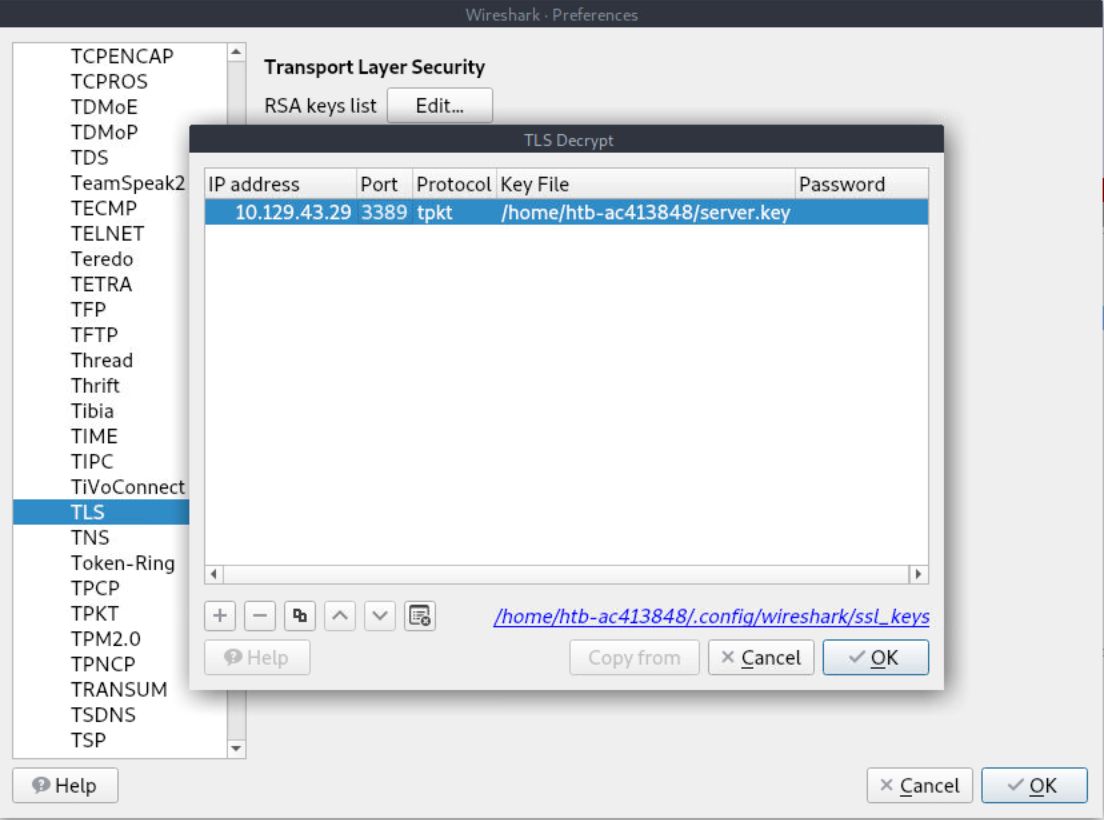 Wireshark · Preferences
TCPENCAP
TCPROS
TDMoE
TDMoP
TDS
TeamSpeak2
TECMP
TELNET
Teredo
TETRA
TFP
TFTP
Thread
Thrift
Tibia
TIME
TIPC
TiVoConnect
TLS
TNS
Token-Ring
TPCP
TPKT
TPM2.0
TPNCP
TRANSUM
TSDNS
TSP
Transport Layer Security
RSA keys list Edit...
TLS Decrypt
IP address Port Protocol Key File Password
10.129.43.29 3389 tpkt /home/htb-ac413848/server.key
/home/htb-ac413848/.config/wireshark/ssl_keys
Help Copy from Cancel OK
Help Cancel OK